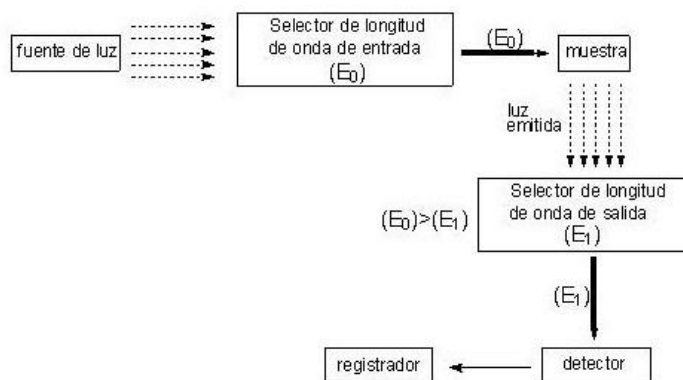 fuente de luz
Selector de longitud
de onda de entrada
(E₀)
(E₀)
muestra
luz
emitida
(E₀)>(E₁)
Selector de longitud
de onda de salida
(E₁)
(E₁)
registrador
detector